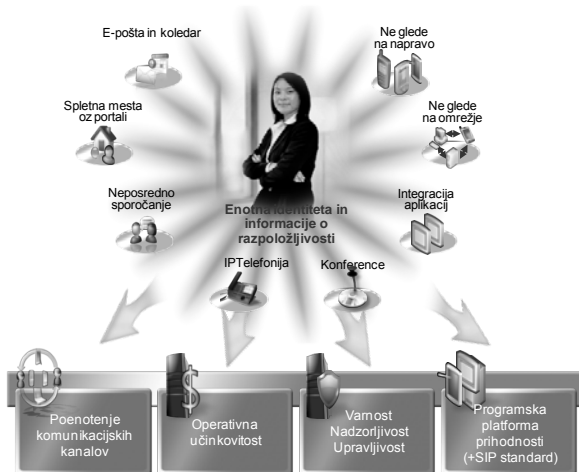 E-pošta in koledar
Ne glede
na napravo
Spletna mesta
oz portali
Ne glede
na omrežje
Neposredno
sporočanje
Integracija
aplikacij
Enotna identiteta in
informacije o
razpoložljivosti
IPTelefonija
Konference
Poenotenje
komunikacijskih
kanalov
Operativna
učinkovitost
Varnost
Nadzorljivost
Upravljivost
Programska
platforma
prihodnosti
(+SIP standard)